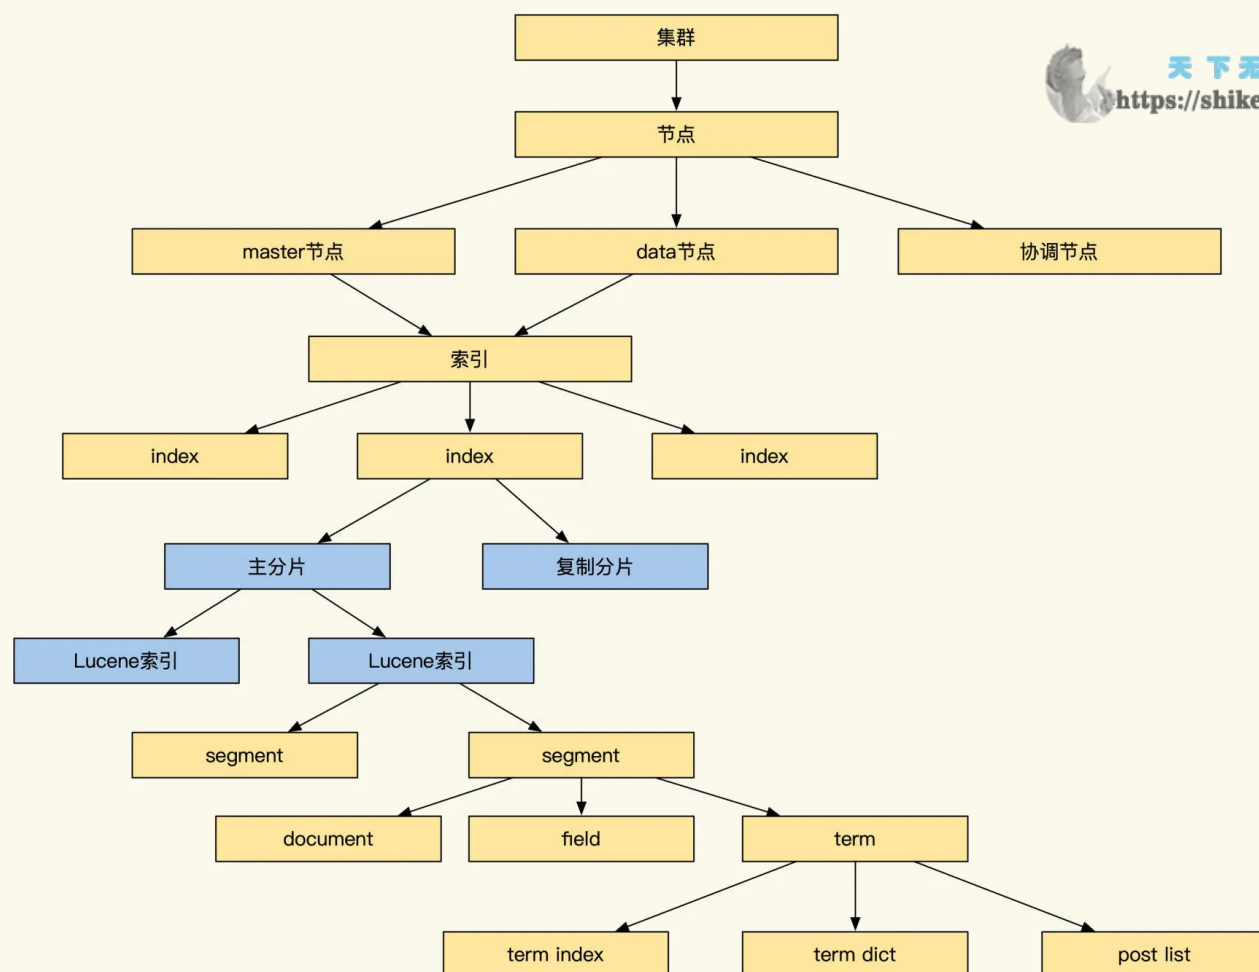 集群
天下无
https://shike
节点
master节点
data节点
协调节点
索引
index
index
index
主分片
复制分片
Lucene索引
Lucene索引
segment
segment
document
field
term
term index
term dict
post list